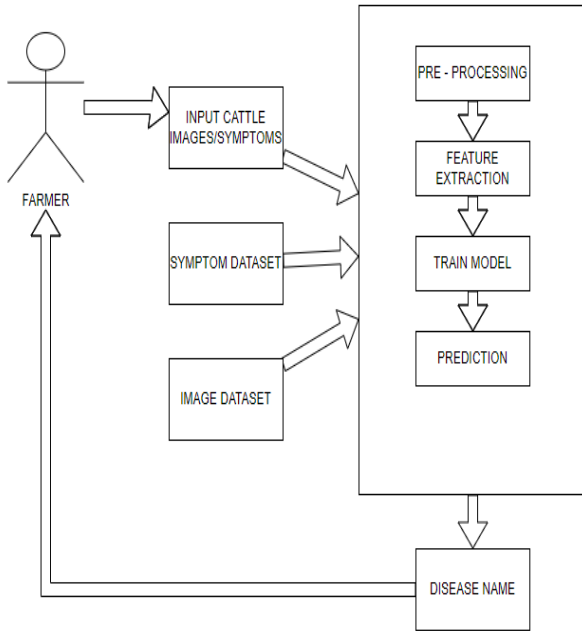 FARMER
INPUT CATTLE
IMAGES/SYMPTOMS
SYMPTOM DATASET
IMAGE DATASET
PRE - PROCESSING
FEATURE
EXTRACTION
TRAIN MODEL
PREDICTION
DISEASE NAME